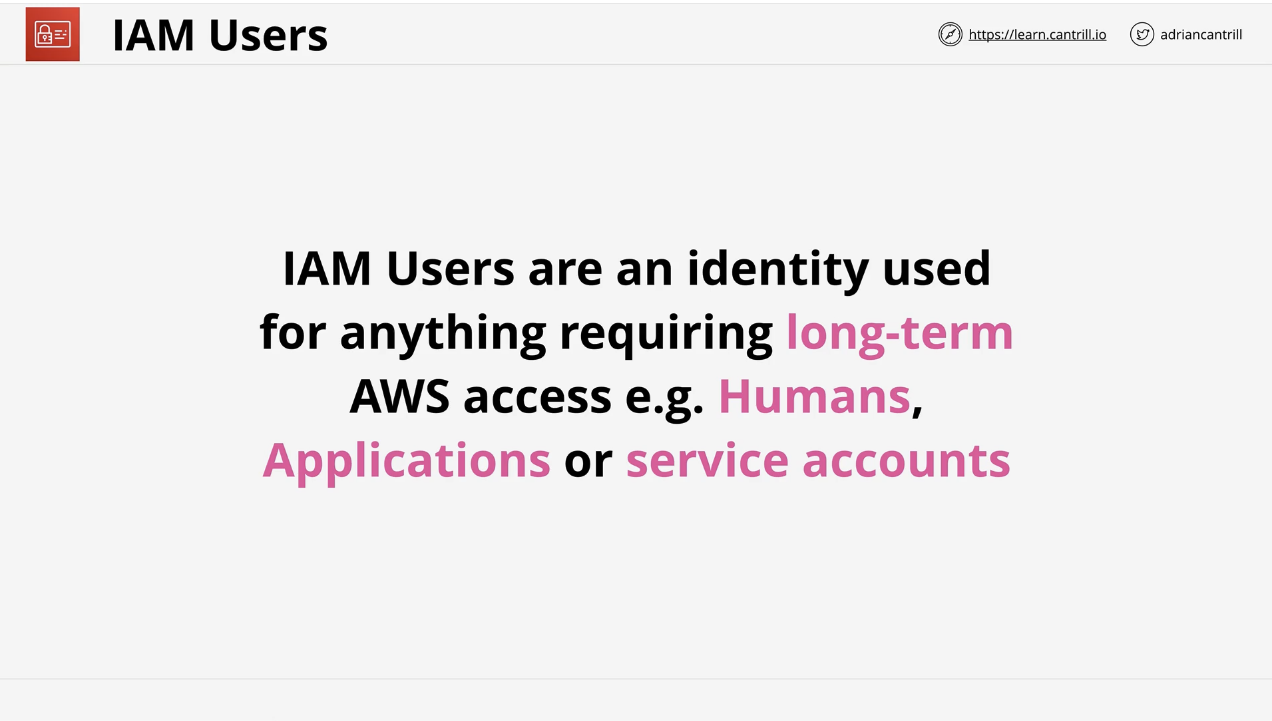 IAM Users
https://learn.cantrill.io
adriancantrill
IAM Users are an identity used
for anything requiring long-term
AWS access e.g. Humans,
Applications or service accounts